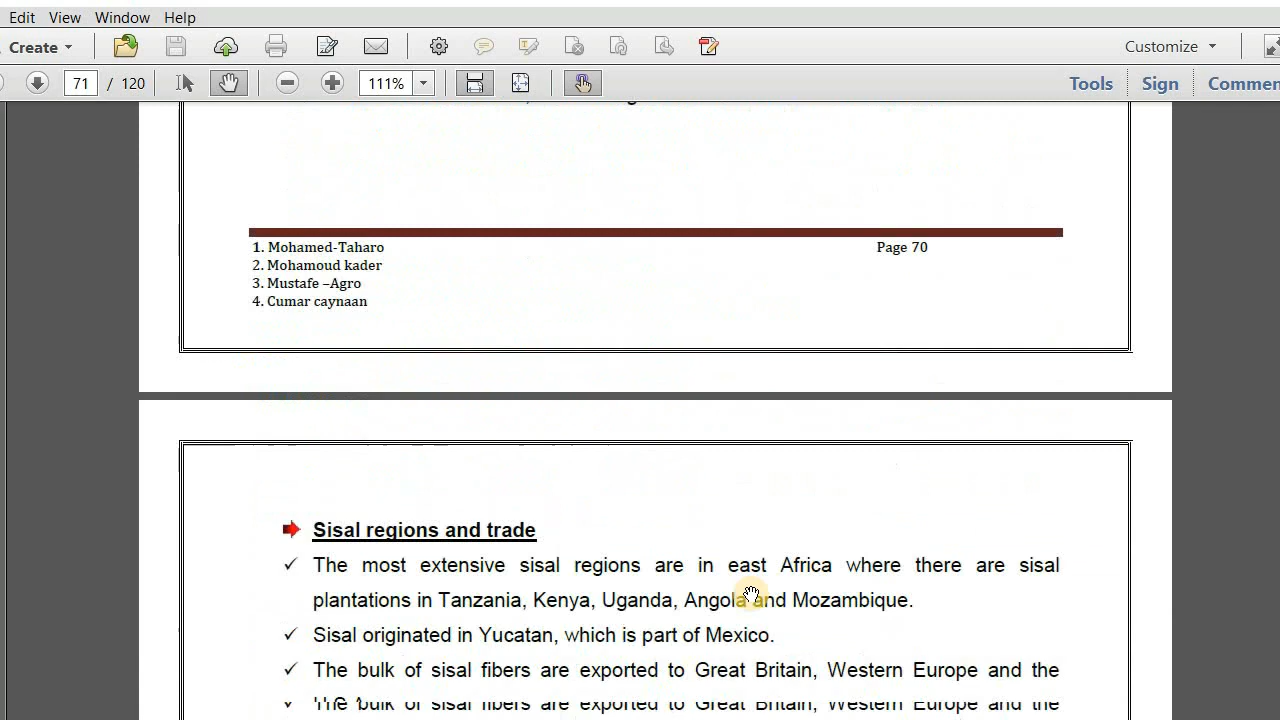 Edit View Window Help
Create Customize
71 / 120 111% Tools Sign Commen
1. Mohamed-Taharo Page 70
2. Mohamoud kader
3. Mustafe –Agro
4. Cumar caynaan
Sisal regions and trade
✓ The most extensive sisal regions are in east Africa where there are sisal
plantations in Tanzania, Kenya, Uganda, Angola and Mozambique.
✓ Sisal originated in Yucatan, which is part of Mexico.
✓ The bulk of sisal fibers are exported to Great Britain, Western Europe and the
The bulk of sisal fibers are exported to Great Britain, Western Europe and the